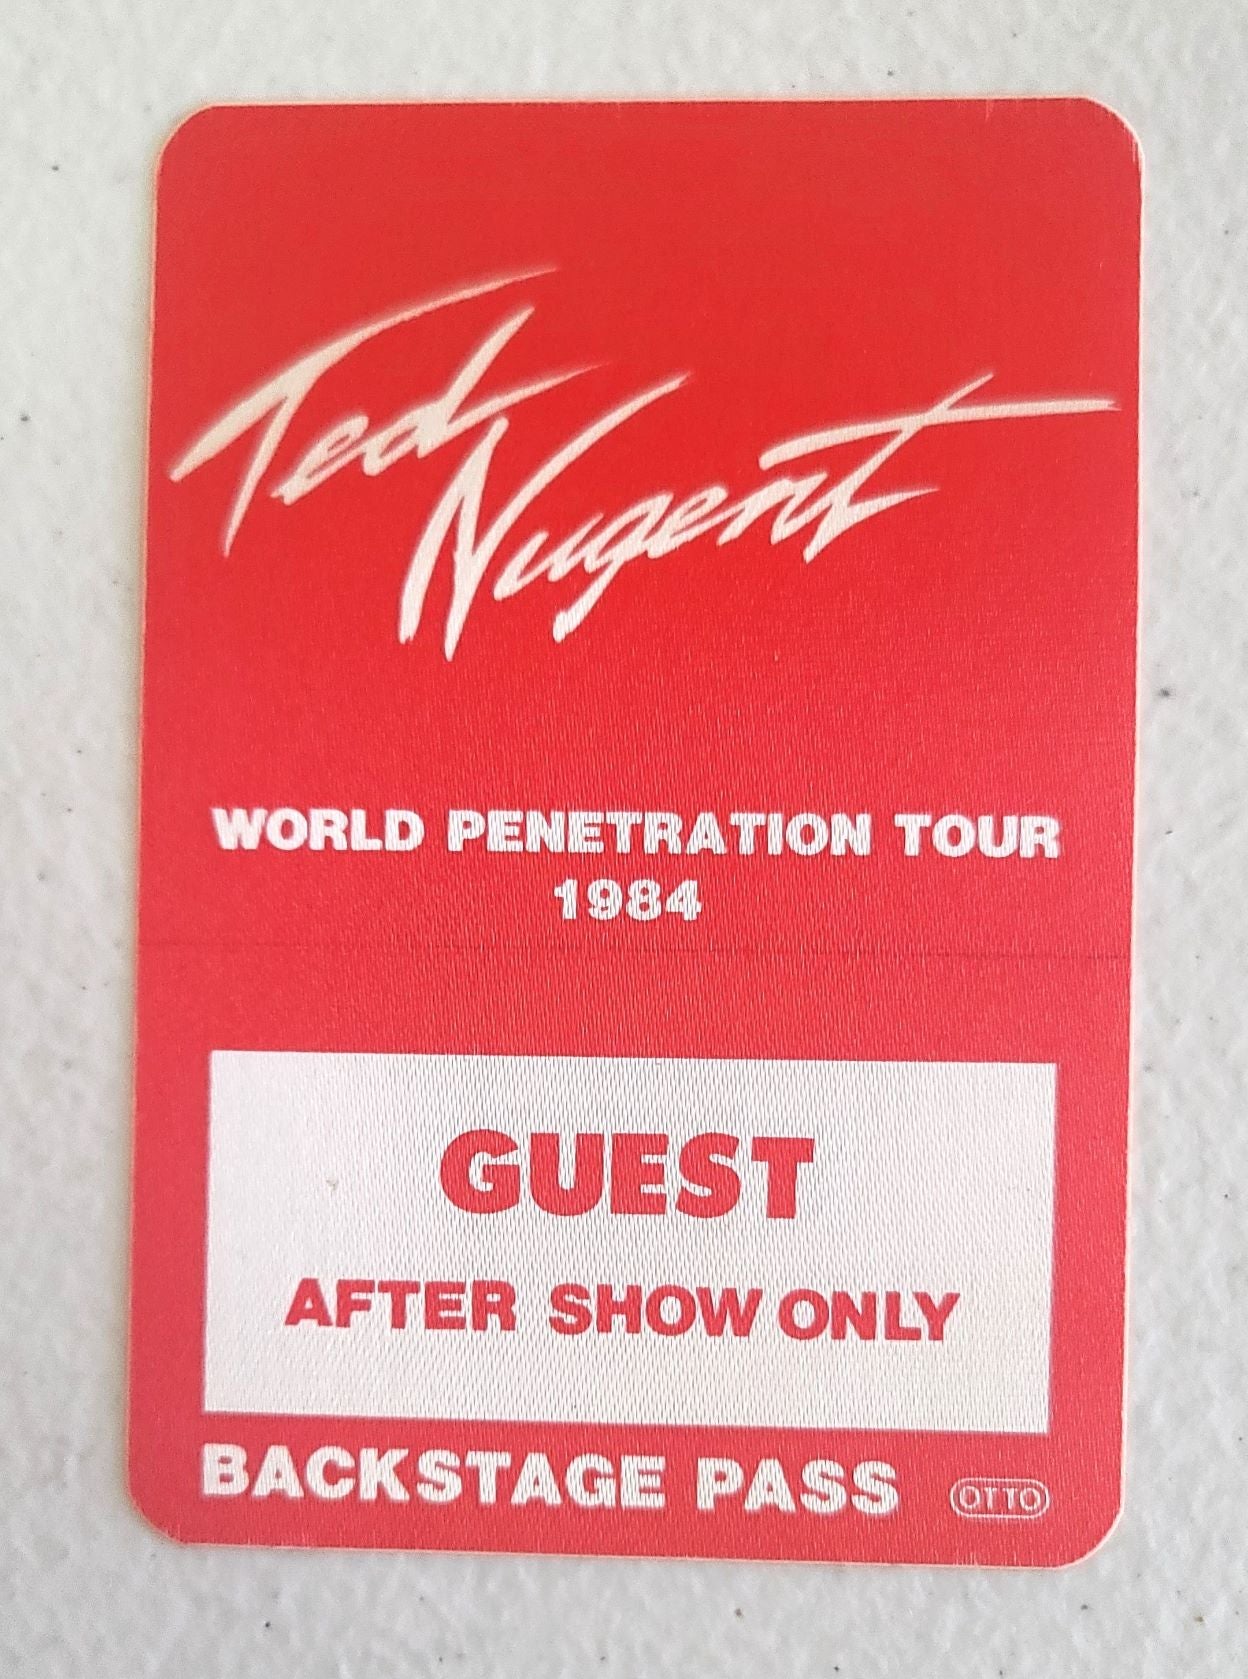 Ted
Nugent
WORLD PENETRATION TOUR
1984
GUEST
AFTER SHOW ONLY
BACKSTAGE PASS
OTTO